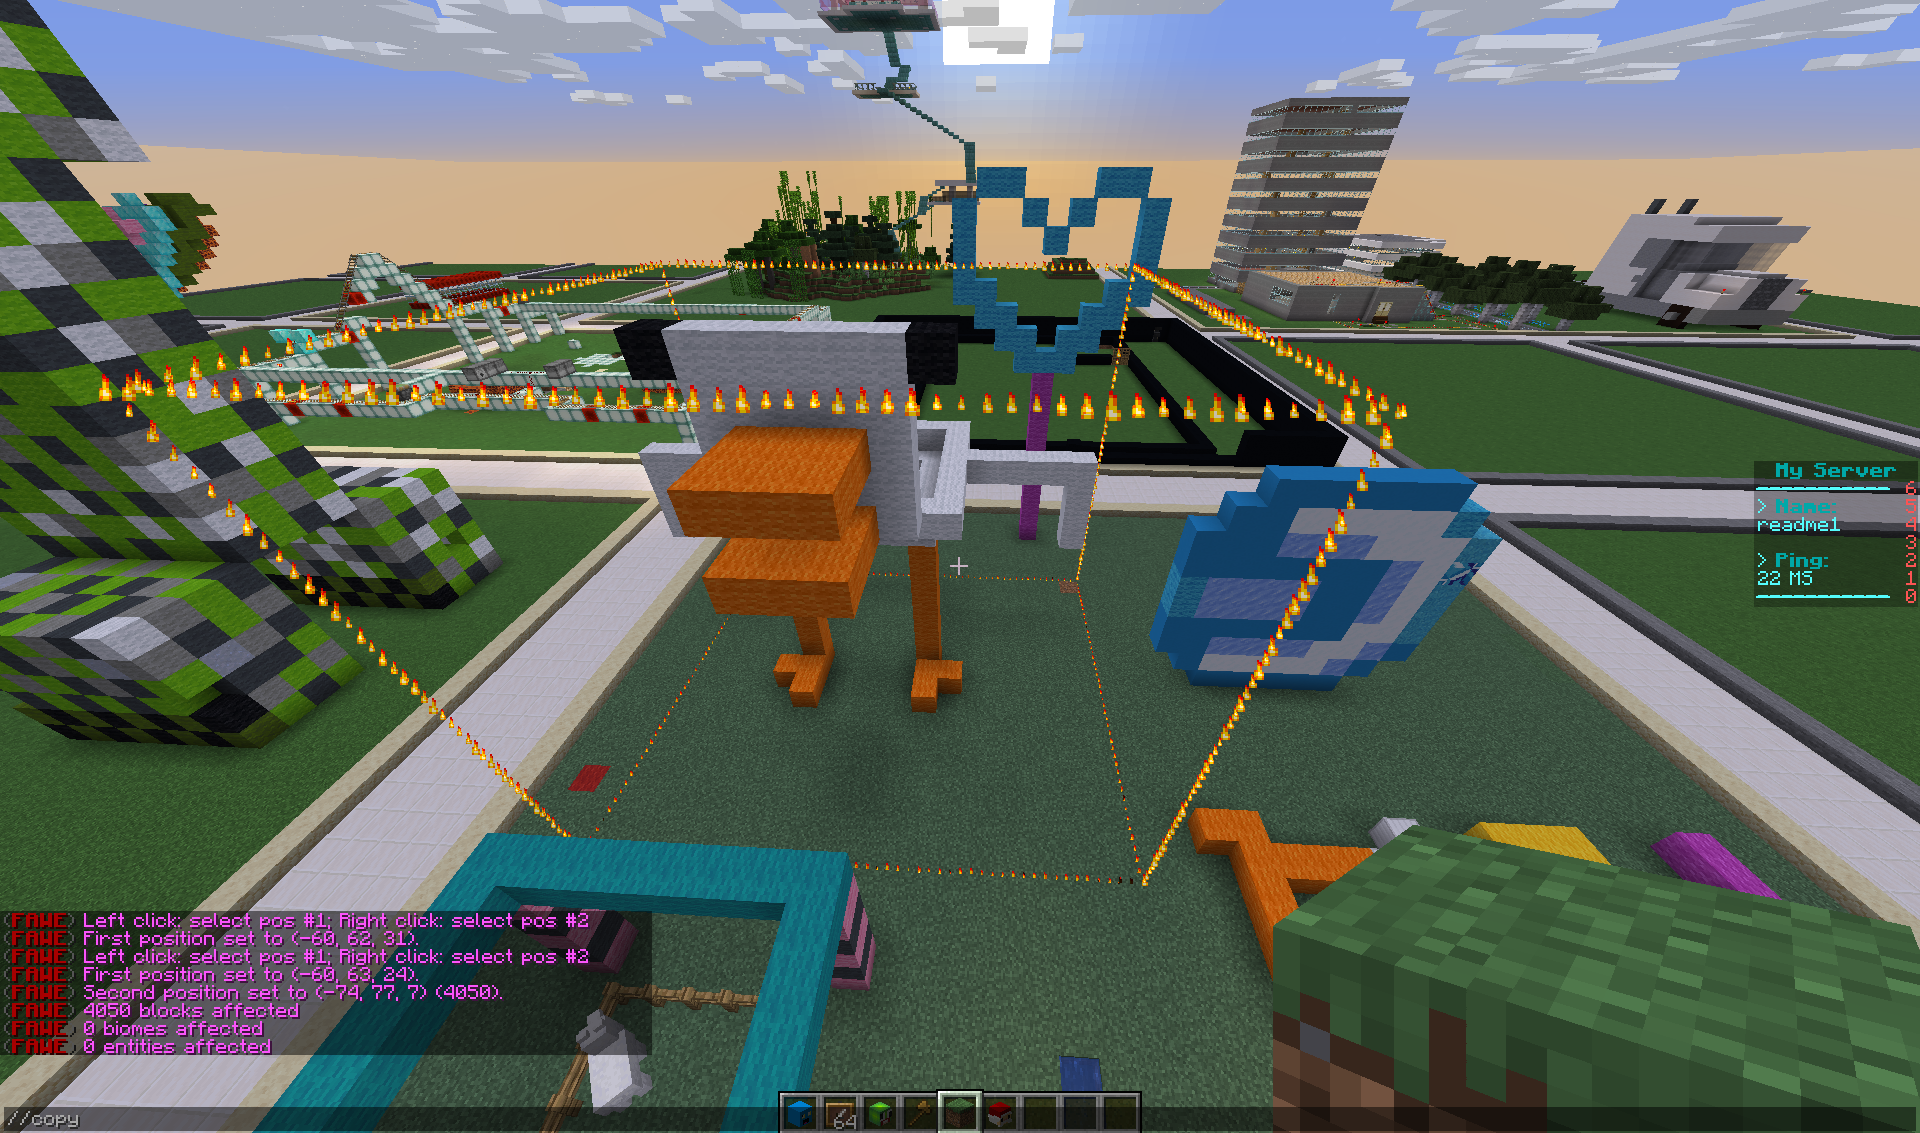 My Server
6
> Name: 5
readme1 4
3
> Ping: 2
22 MS 1
0
(FAWE) Left click: select pos #1; Right click: select pos #2
(FAWE) First position set to (-60, 62, 31).
(FAWE) Left click: select pos #1; Right click: select pos #2
(FAWE) First position set to (-60, 63, 24).
(FAWE) Second position set to (-74, 77, 7) (4050).
(FAWE) 4050 blocks affected
(FAWE) 0 biomes affected
(FAWE) 0 entities affected
//copy
64